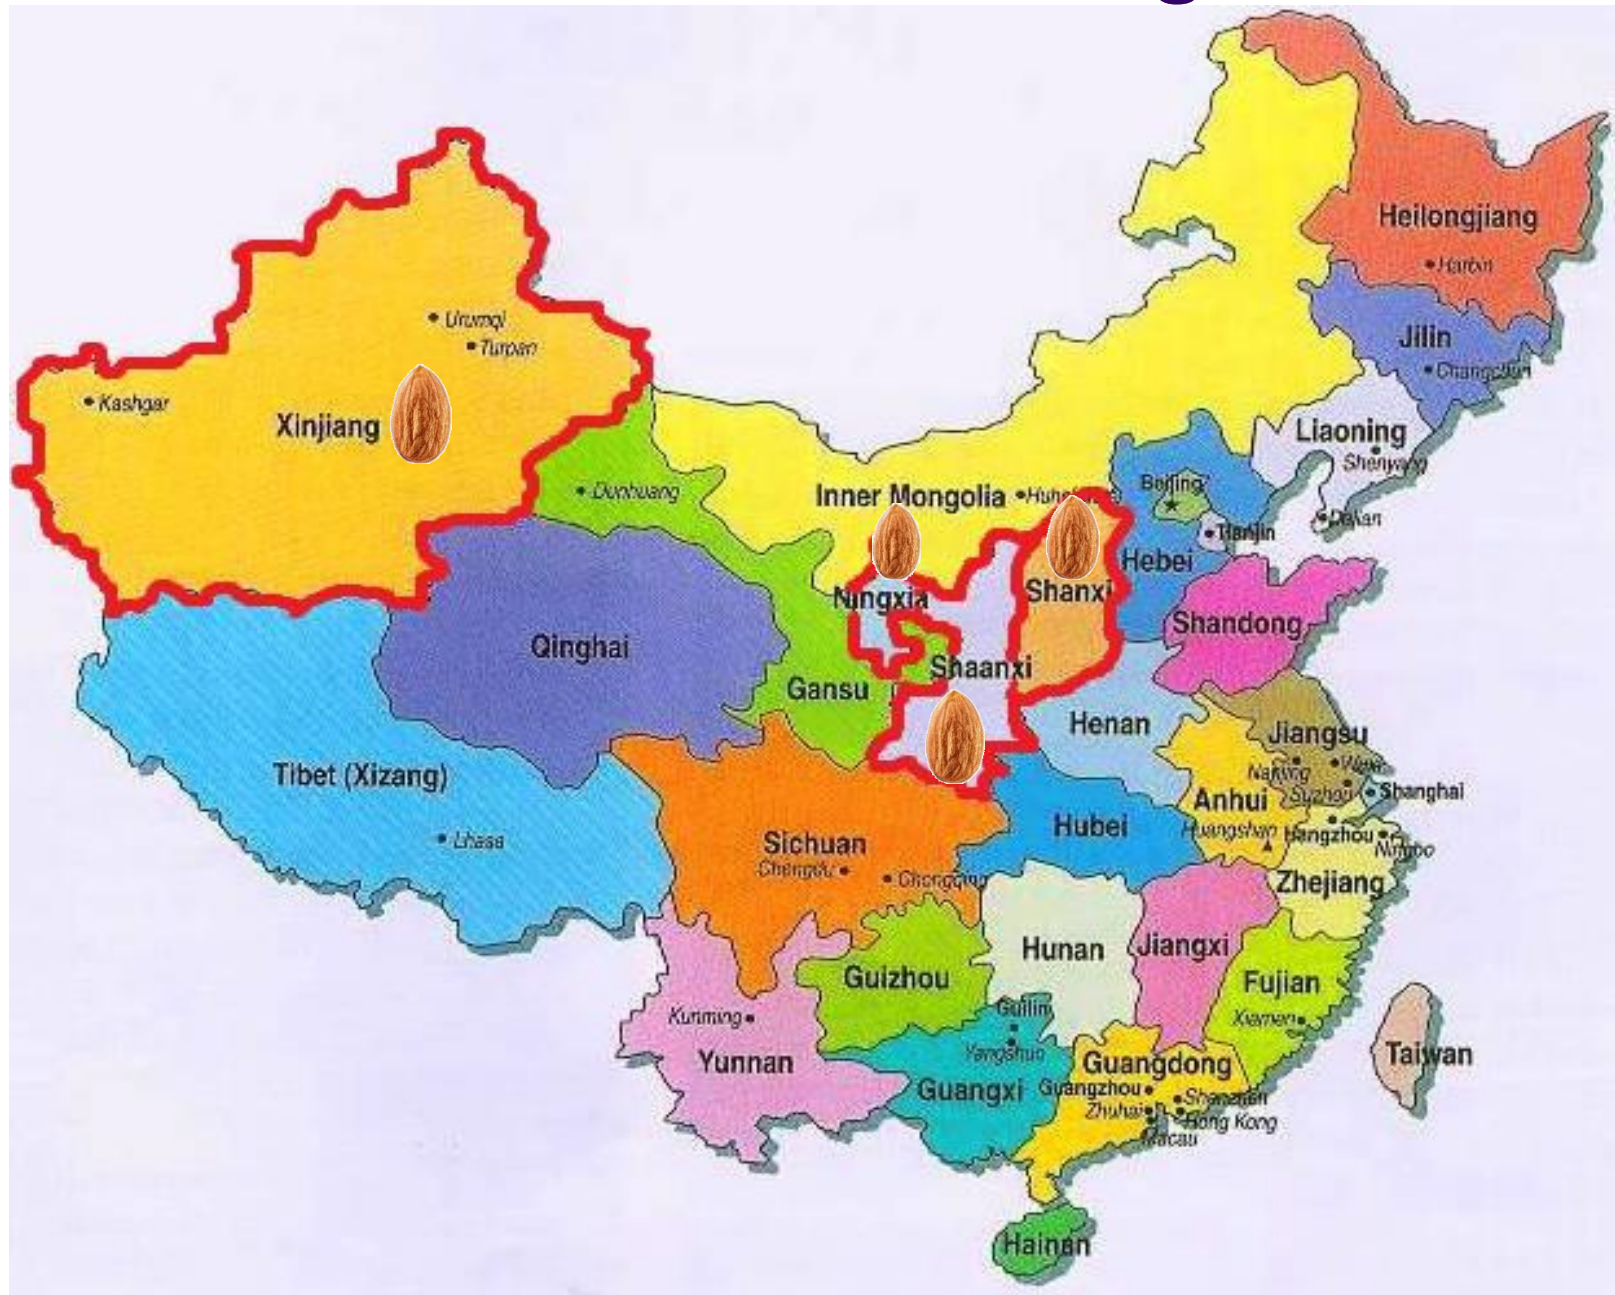 Heilongjiang
Harbin
Urumqi
Jilin
Turpan
Changchun
Kashgar
Xinjiang
Liaoning
Shenyang
Beijing
Dunhuang
Inner Mongolia
Dalian
Tianjin
Hebei
Shanxi
Ningxia
Shandong
Qinghai
Shaanxi
Gansu
Henan
Jiangsu
Tibet (Xizang)
Nanjing
Wuxi
Suzhou
Shanghai
Anhui
Hubei
Huangshan
Hangzhou
Lhasa
Sichuan
Ningbo
Chengdu
Chongqing
Zhejiang
Hunan
Jiangxi
Guizhou
Fujian
Guilin
Kunming
Xiamen
Yangshuo
Taiwan
Yunnan
Guangdong
Guangxi
Guangzhou
Shenzhen
Zhuhai
Hong Kong
Macau
Hainan